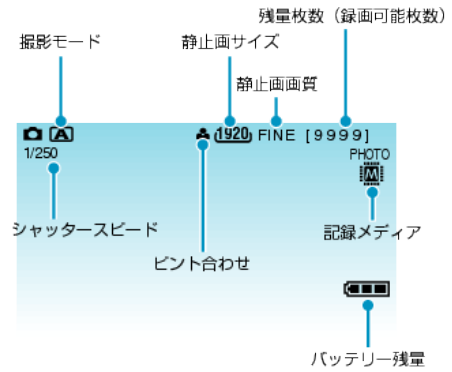 残量枚数（録画可能枚数）
撮影モード
静止画サイズ
静止画画質
A 1920 FINE [9999]
1/250
PHOTO
M
シャッタースピード
記録メディア
ピント合わせ
バッテリー残量